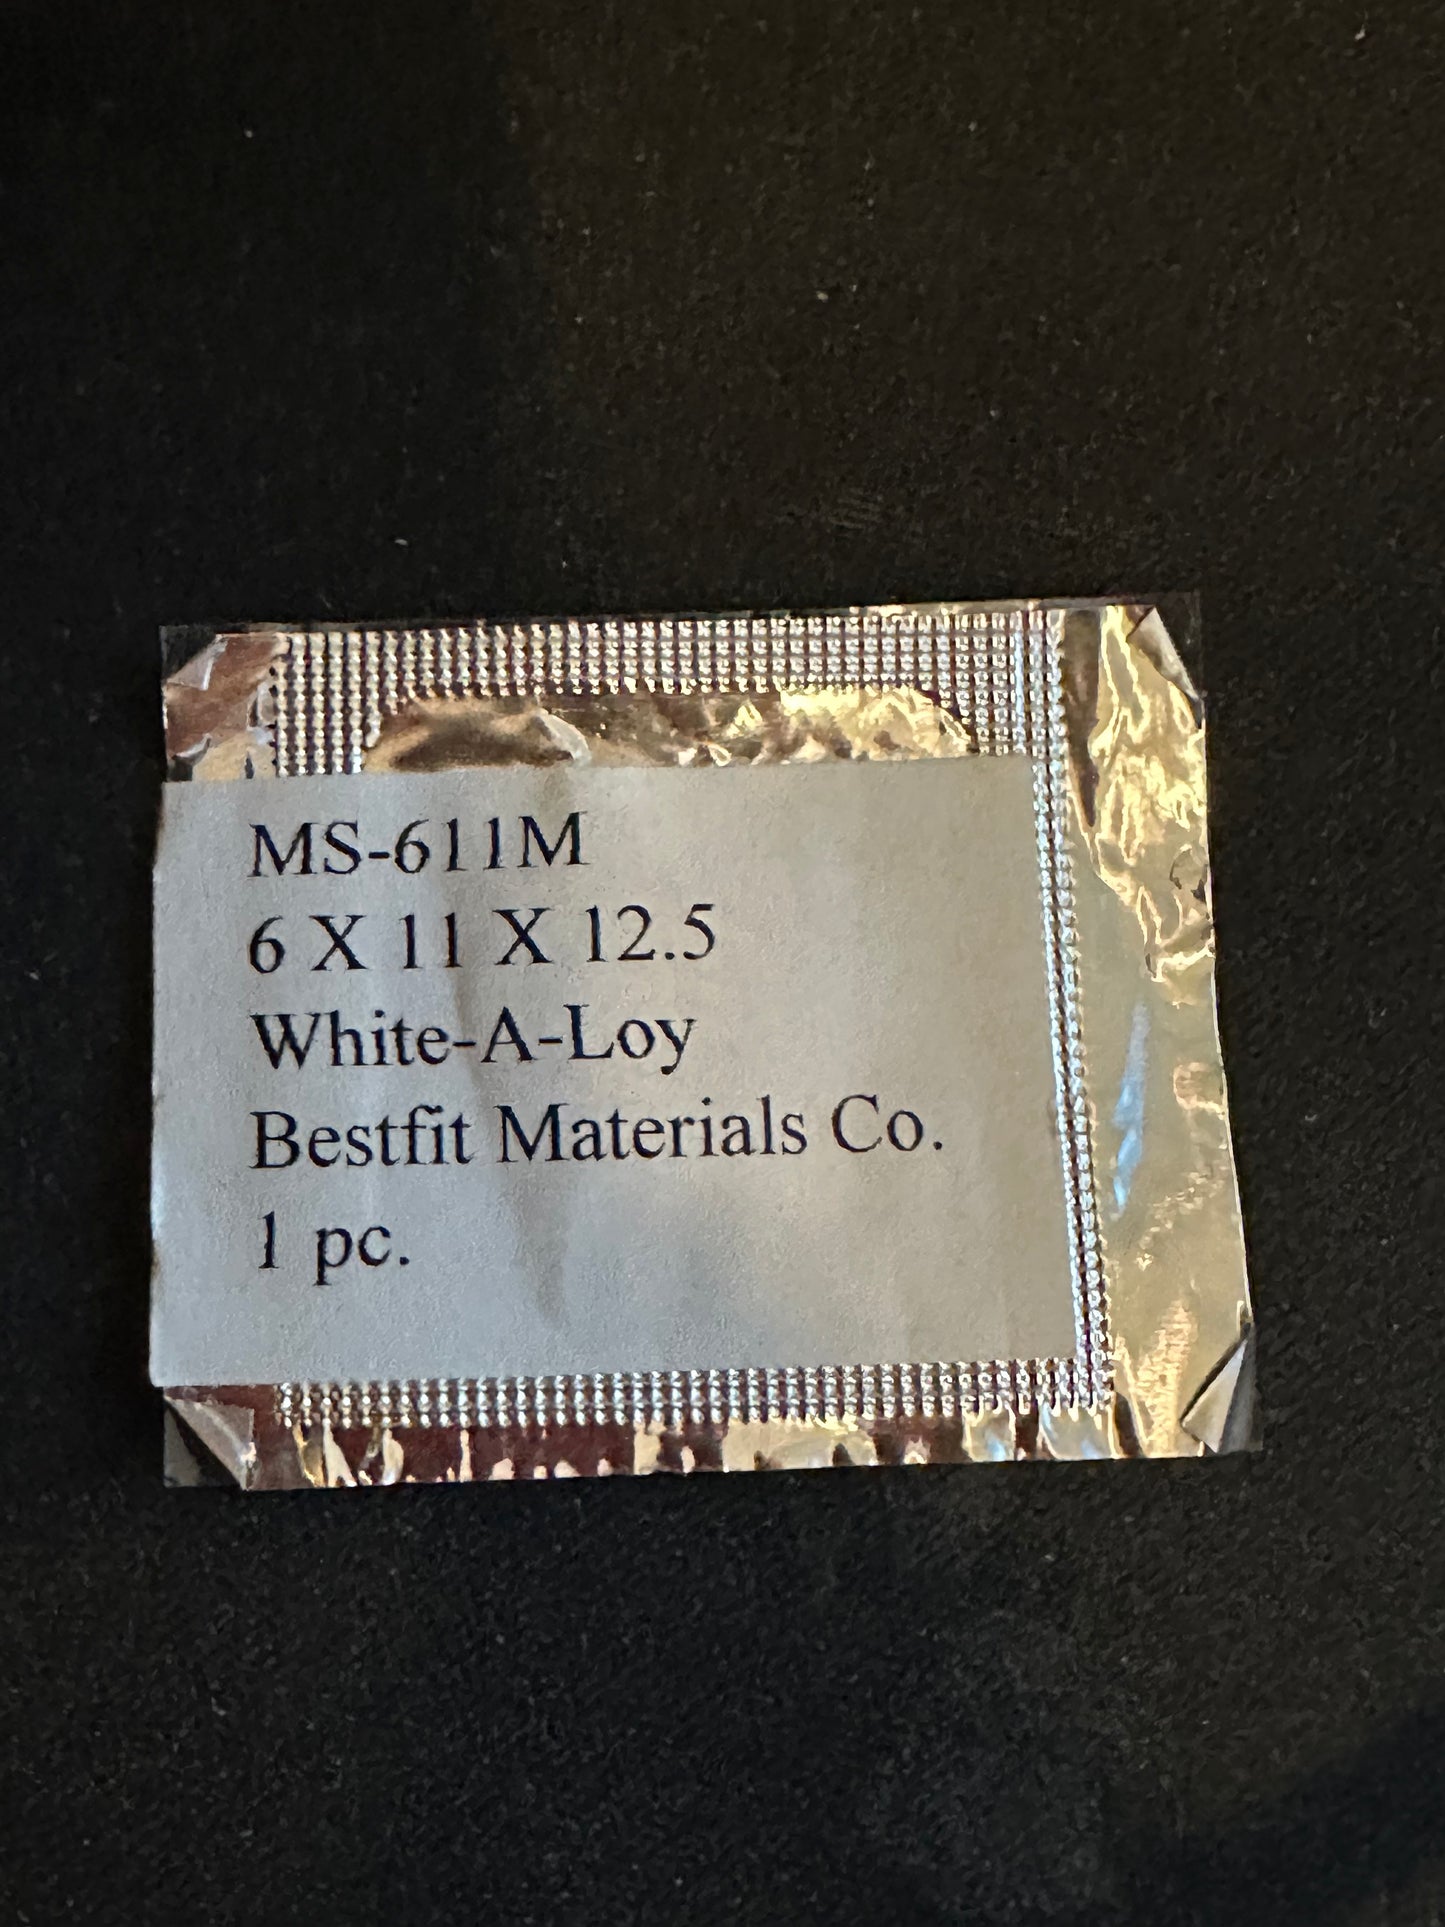 MS-611M
6 X 11 X 12.5
White-A-Loy
Bestfit Materials Co.
1 pc.